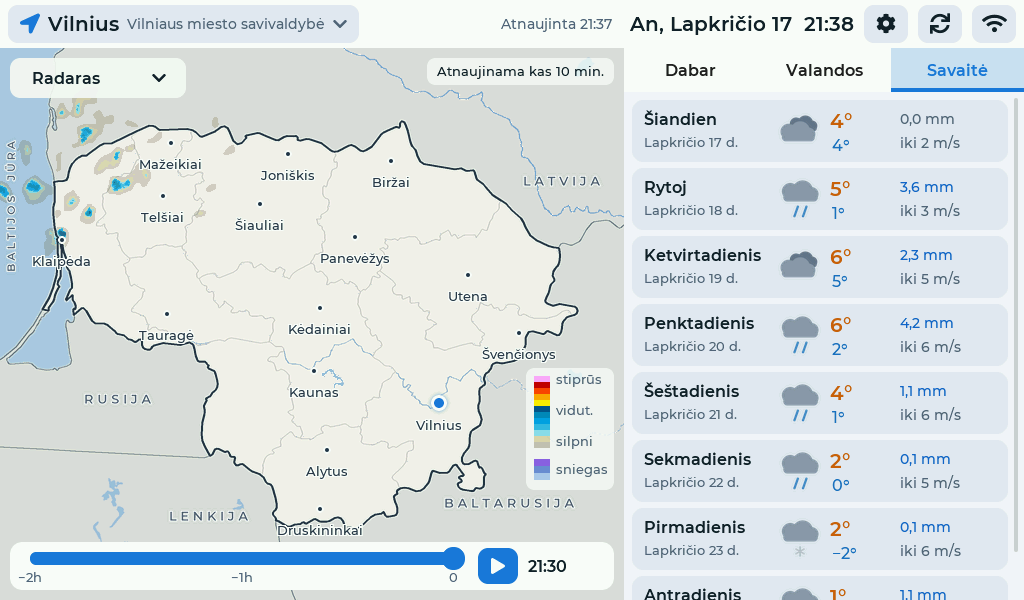 Vilnius Vilniaus miesto savivaldybė
Atnaujinta 21:37
An, Lapkričio 17 21:38
Radaras
Atnaujinama kas 10 min.
Dabar
Valandos
Savaitė
BALTIJOS JŪRA
LATVIJA
RUSIJA
LENKIJA
BALTARUSIJA
Mažeikiai
Joniškis
Biržai
Telšiai
Šiauliai
Klaipėda
Panevėžys
Utena
Tauragė
Kėdainiai
Švenčionys
Kaunas
Vilnius
Alytus
Druskininkai
stiprūs
vidut.
silpni
sniegas
−2h
−1h
0
21:30
Šiandien 4° 0,0 mm
Lapkričio 17 d. 4° iki 2 m/s
Rytoj 5° 3,6 mm
Lapkričio 18 d. 1° iki 3 m/s
Ketvirtadienis 6° 2,3 mm
Lapkričio 19 d. 5° iki 5 m/s
Penktadienis 6° 4,2 mm
Lapkričio 20 d. 2° iki 6 m/s
Šeštadienis 4° 1,1 mm
Lapkričio 21 d. 1° iki 6 m/s
Sekmadienis 2° 0,1 mm
Lapkričio 22 d. 0° iki 5 m/s
Pirmadienis 2° 0,1 mm
Lapkričio 23 d. −2° iki 6 m/s
Antradienis 1° 1,1 mm